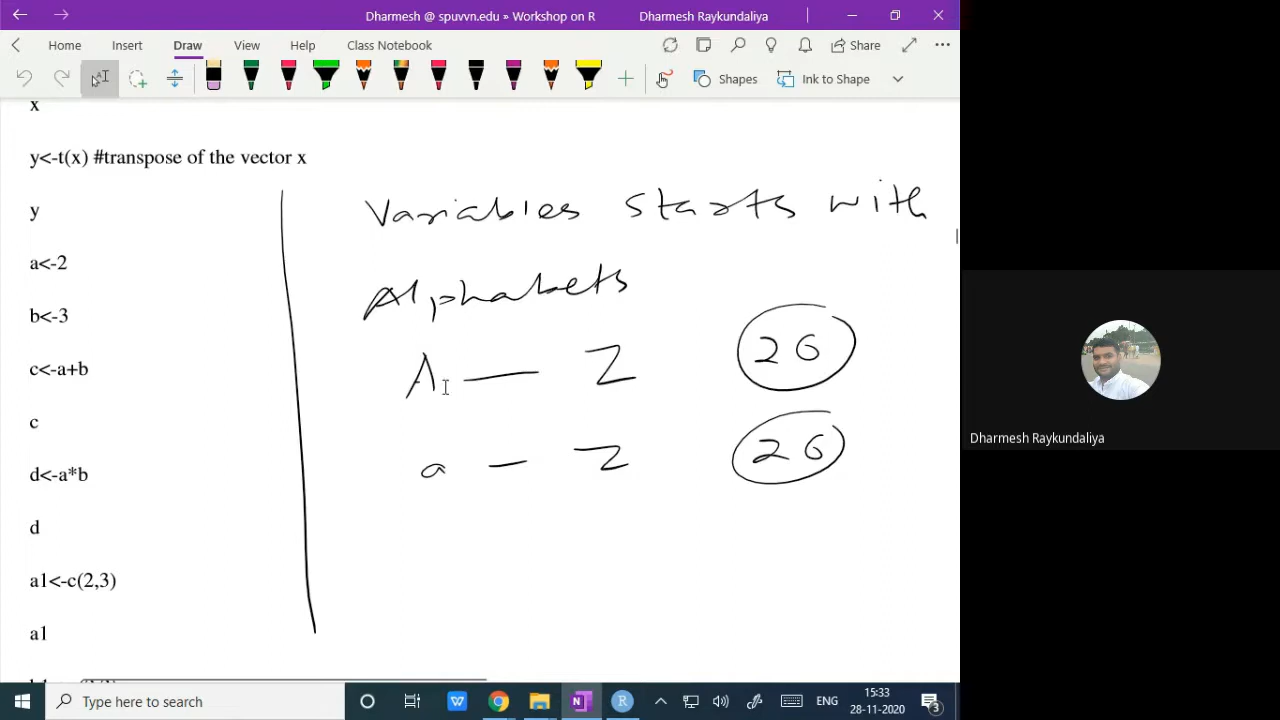 Dharmesh @ spuvvn.edu » Workshop on R
Dharmesh Raykundaliya
Home Insert Draw View Help Class Notebook
Share
Shapes
Ink to Shape
x
y<-t(x) #transpose of the vector x
y
a<-2
b<-3
c<-a+b
c
d<-a*b
d
a1<-c(2,3)
a1
Variables starts with
Alphabets
A — Z 26
a — z 26
Dharmesh Raykundaliya
Type here to search
ENG
15:33
28-11-2020
3